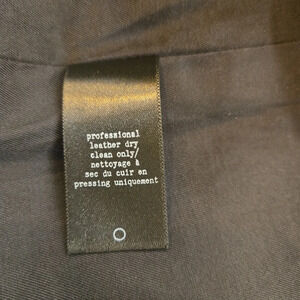 professional
leather dry
clean only/
nettoyage à
sec du cuir en
pressing uniquement